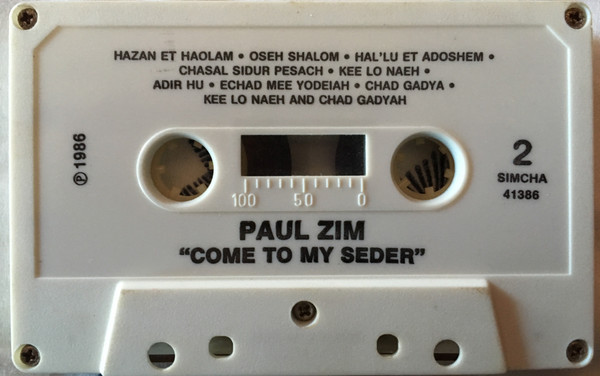 HAZAN ET HAOLAM • OSEH SHALOM • HAL'LU ET ADOSHEM •
CHASAL SIDUR PESACH • KEE LO NAEH •
ADIR HU • ECHAD MEE YODEIAH • CHAD GADYA •
KEE LO NAEH AND CHAD GADYAH
℗ 1986
2
SIMCHA
41386
100 50 0
PAUL ZIM
“COME TO MY SEDER”